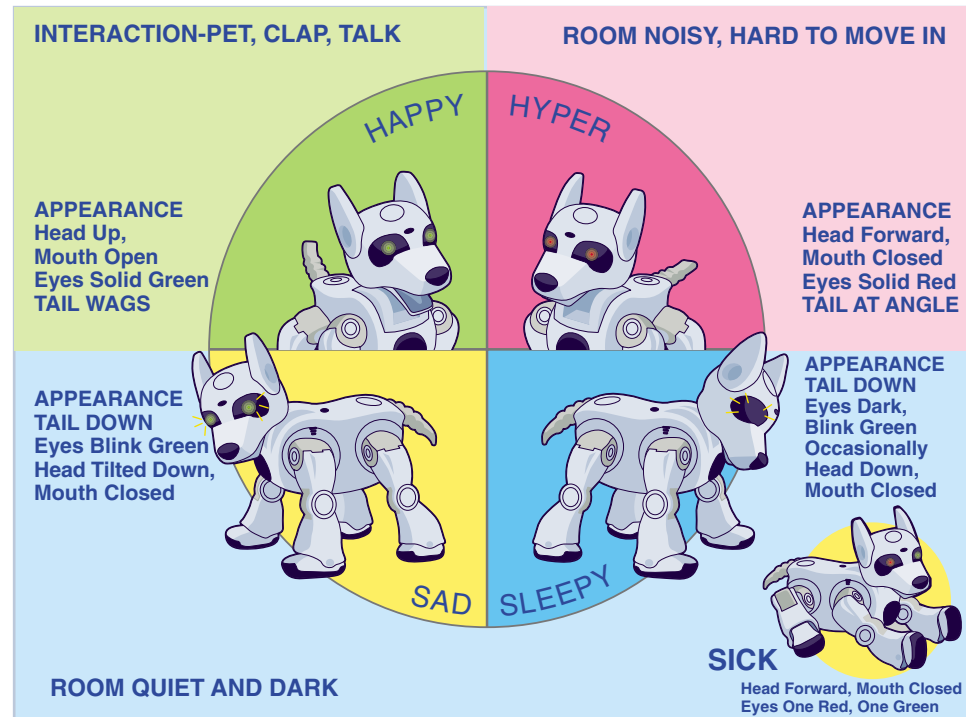 INTERACTION-PET, CLAP, TALK
ROOM NOISY, HARD TO MOVE IN
HAPPY
HYPER
APPEARANCE
Head Up,
Mouth Open
Eyes Solid Green
TAIL WAGS
APPEARANCE
Head Forward,
Mouth Closed
Eyes Solid Red
TAIL AT ANGLE
APPEARANCE
TAIL DOWN
Eyes Blink Green
Head Tilted Down,
Mouth Closed
APPEARANCE
TAIL DOWN
Eyes Dark,
Blink Green
Occasionally
Head Down,
Mouth Closed
SAD
SLEEPY
ROOM QUIET AND DARK
SICK
Head Forward, Mouth Closed
Eyes One Red, One Green